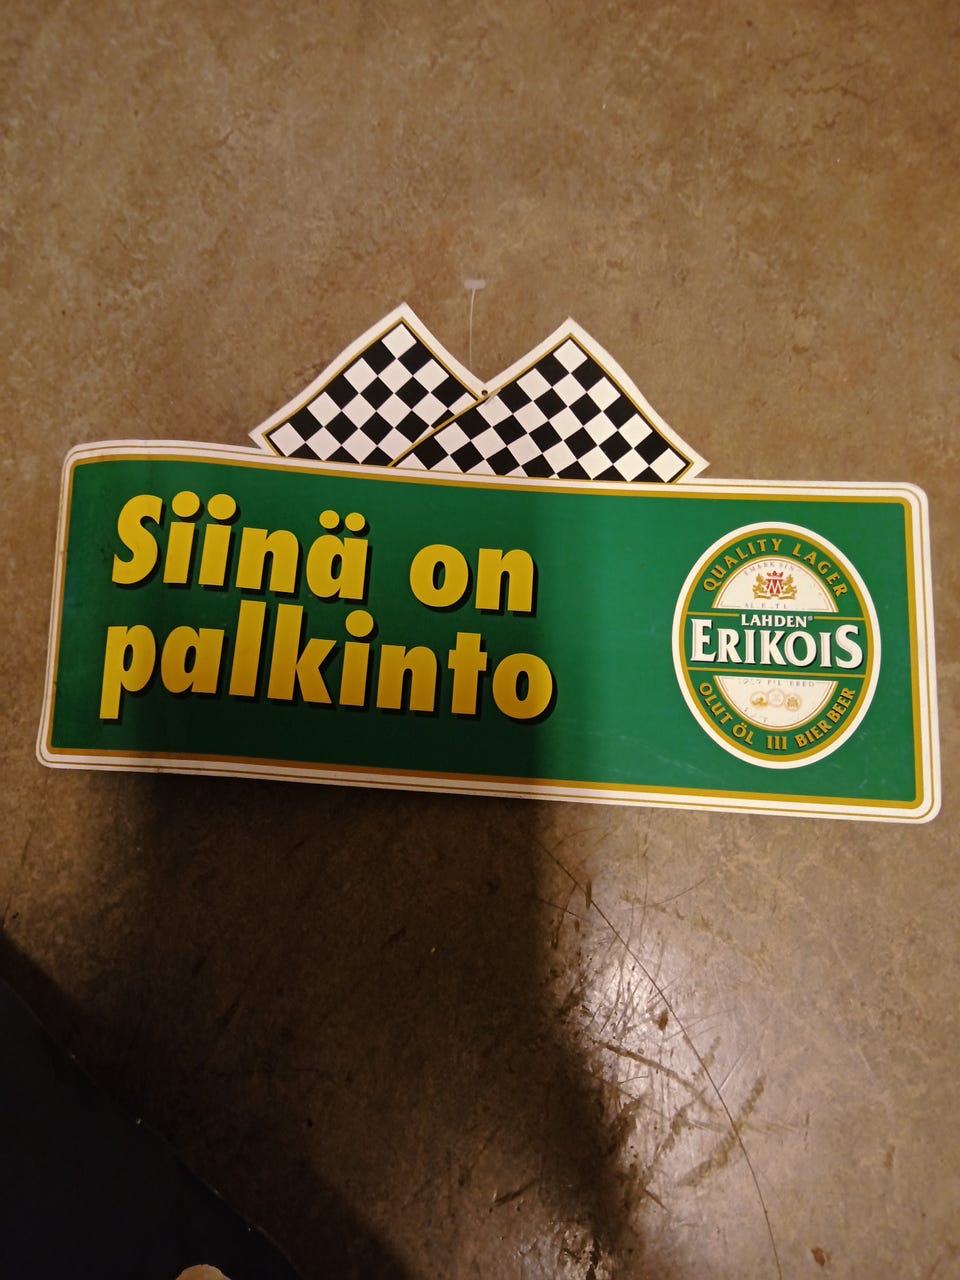 Siinä on
palkinto
QUALITY LAGER
LAHDEN
ERIKOIS
OLUT ÖL III BIER BEER